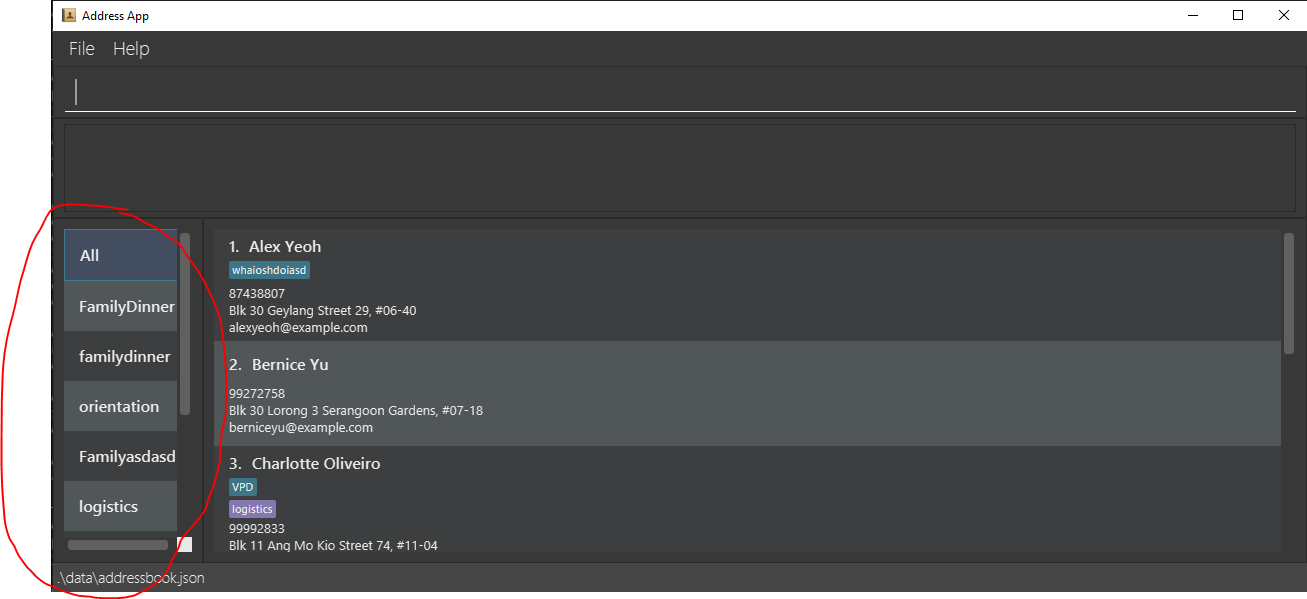 Address App
File Help
All
FamilyDinner
familydinner
orientation
Familyasdasd
logistics
1. Alex Yeoh
whaioshdoiasd
87438807
Blk 30 Geylang Street 29, #06-40
alexyeoh@example.com
2. Bernice Yu
99272758
Blk 30 Lorong 3 Serangoon Gardens, #07-18
berniceyu@example.com
3. Charlotte Oliveiro
VPD
logistics
99992833
Blk 11 Ang Mo Kio Street 74, #11-04
.\data\addressbook.json